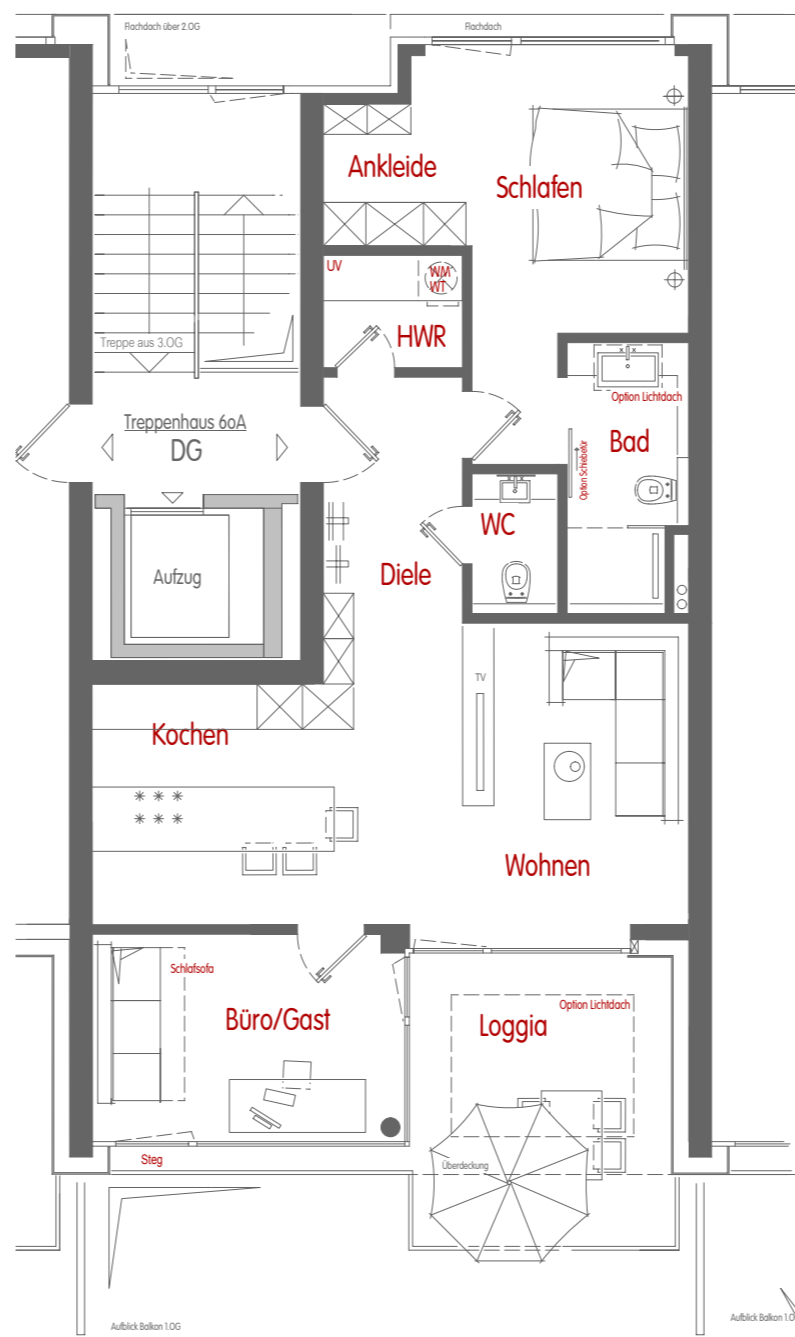 Flachdach über 2.OG
Flachdach
Ankleide
Schlafen
UV
WM
WT
HWR
Treppe aus 3.OG
Option Lichtdach
Treppenhaus 60A
DG
Bad
Option Schiebetür
WC
Aufzug
Diele
TV
Kochen
Wohnen
Schlafsofa
Büro/Gast
Option Lichtdach
Loggia
Steg
Überdeckung
Aufblick Balkon 1.OG
Aufblick Balkon 1.O